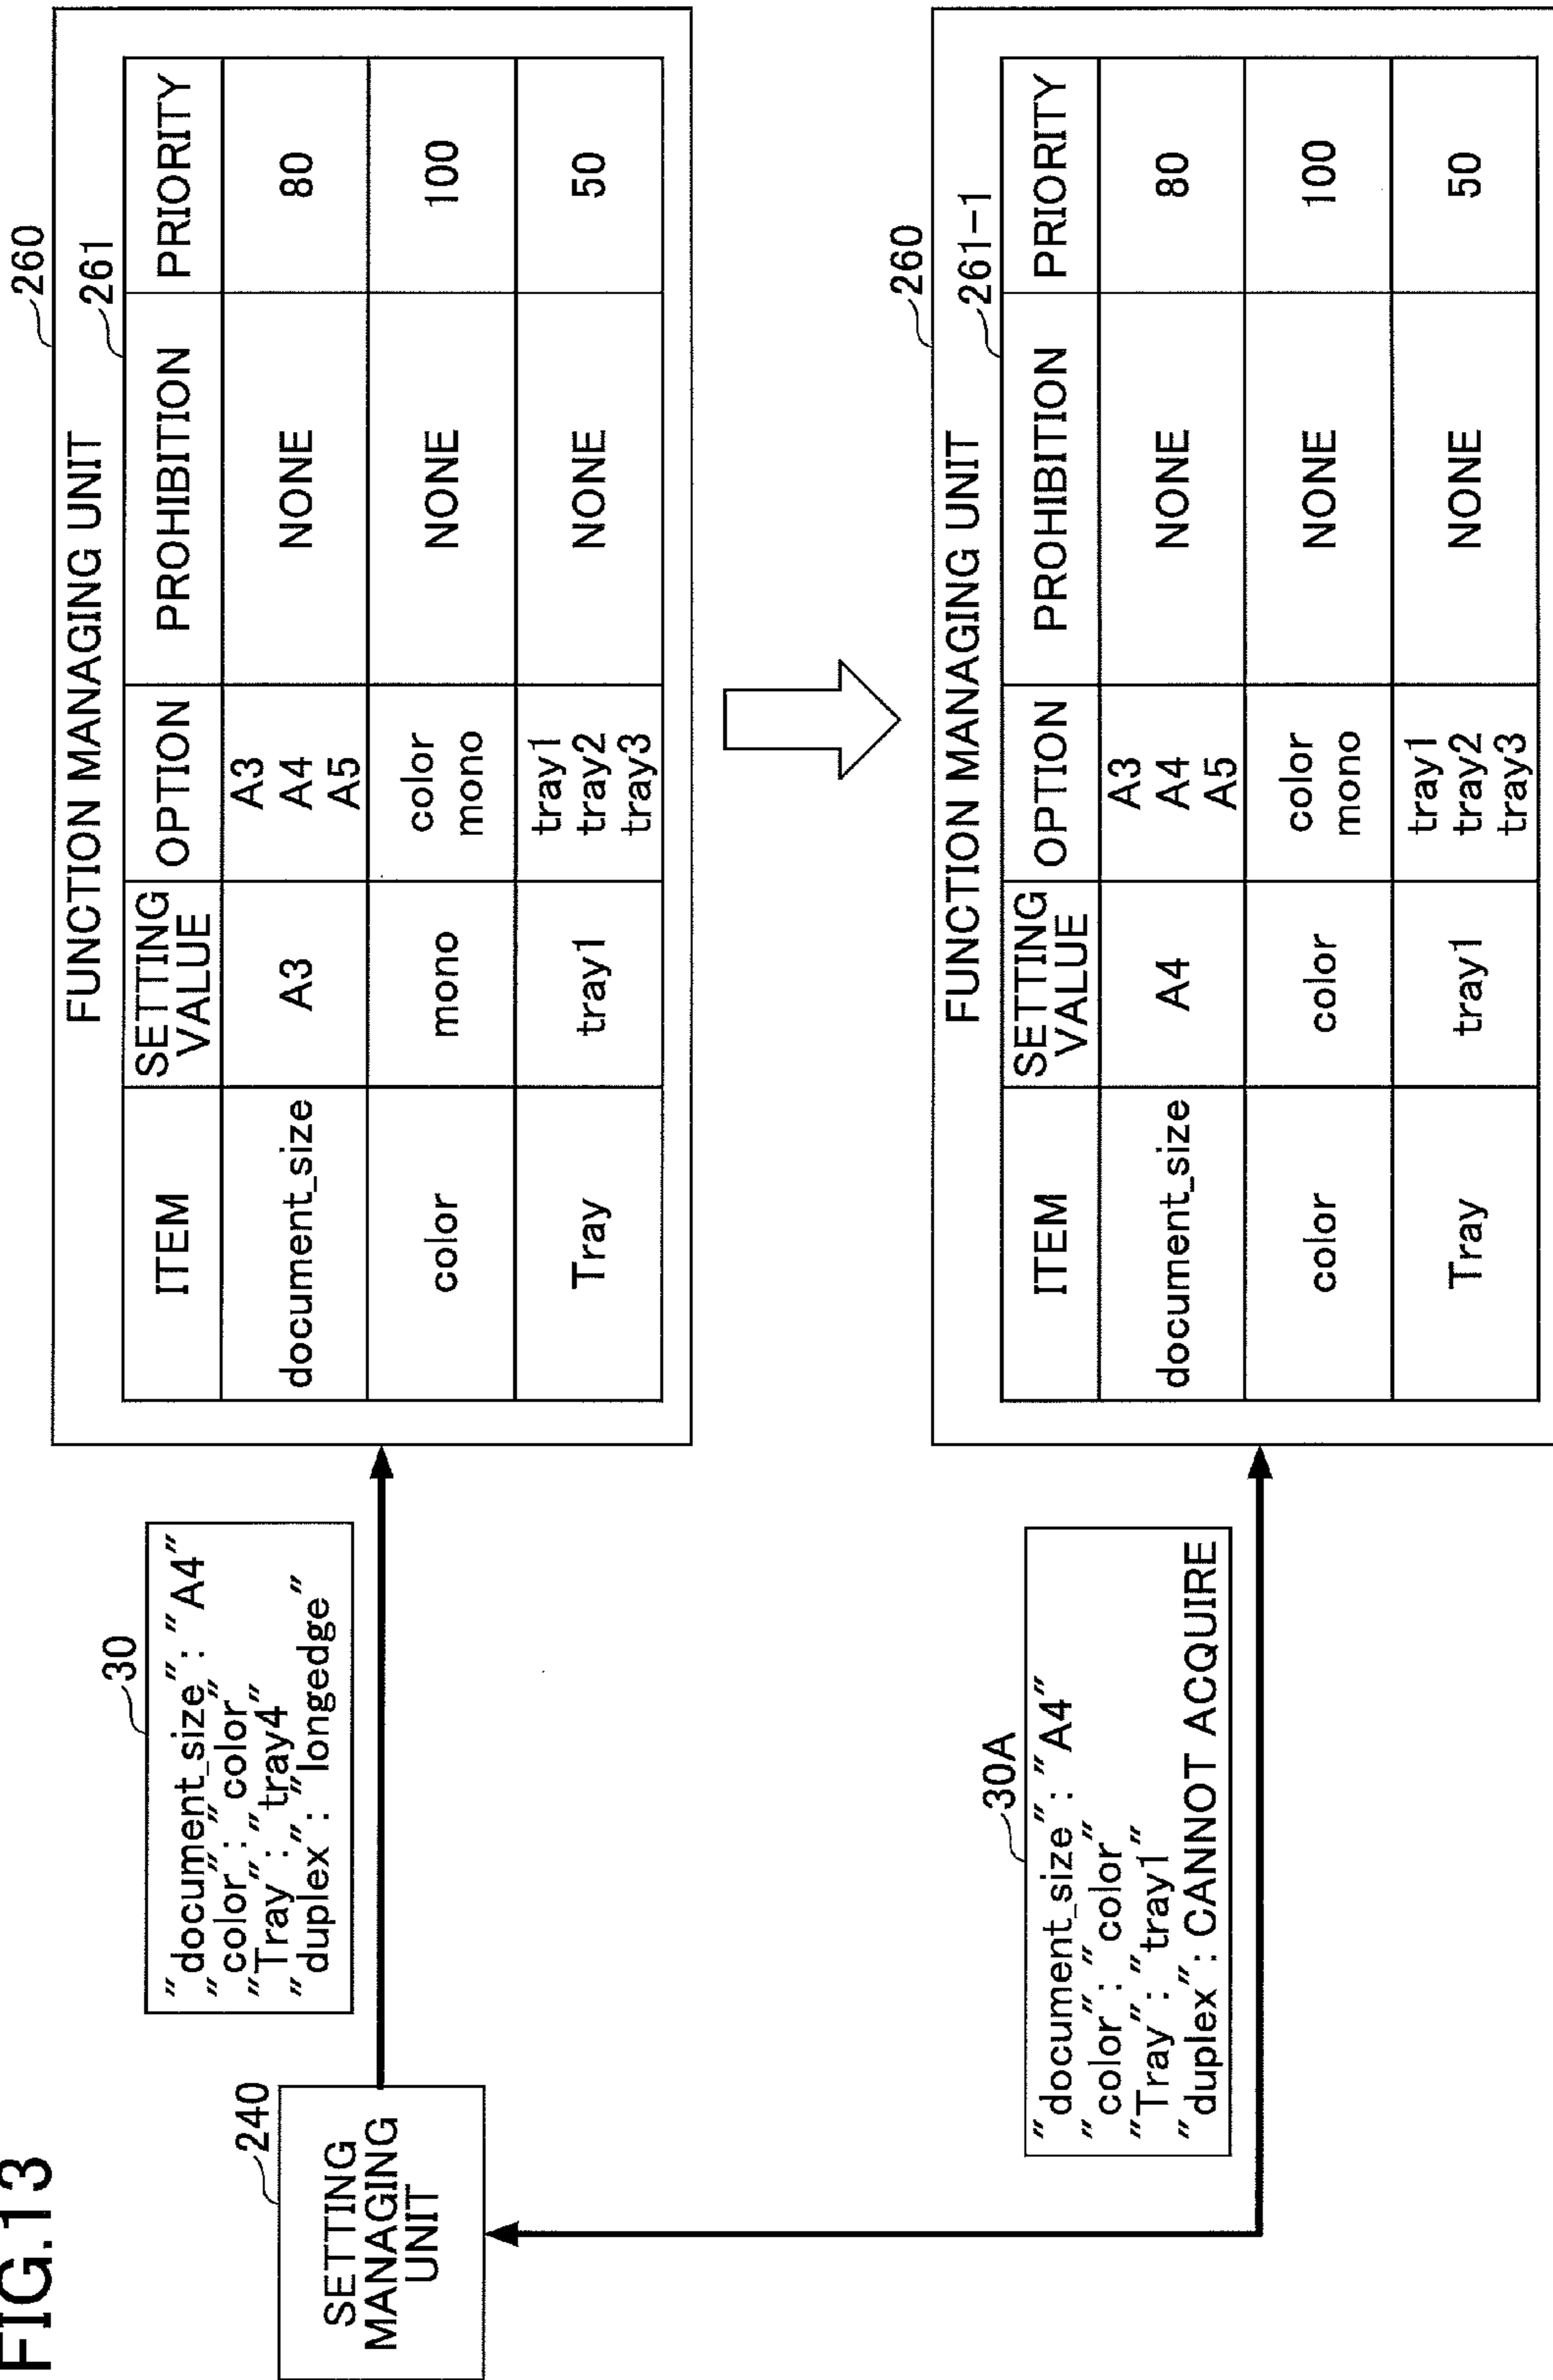 FIG.13
240
SETTING
MANAGING
UNIT
30
"document_size": "A4"
"color": "color"
"Tray": "tray4"
"duplex": "longedge"
260
FUNCTION MANAGING UNIT
261
ITEM SETTING VALUE OPTION PROHIBITION PRIORITY
document_size A3 A3 A4 A5 NONE 80
color mono color mono NONE 100
Tray tray1 tray1 tray2 tray3 NONE 50
30A
"document_size": "A4"
"color": "color"
"Tray": "tray1"
"duplex": CANNOT ACQUIRE
260
FUNCTION MANAGING UNIT
261-1
ITEM SETTING VALUE OPTION PROHIBITION PRIORITY
document_size A4 A3 A4 A5 NONE 80
color color color mono NONE 100
Tray tray1 tray1 tray2 tray3 NONE 50